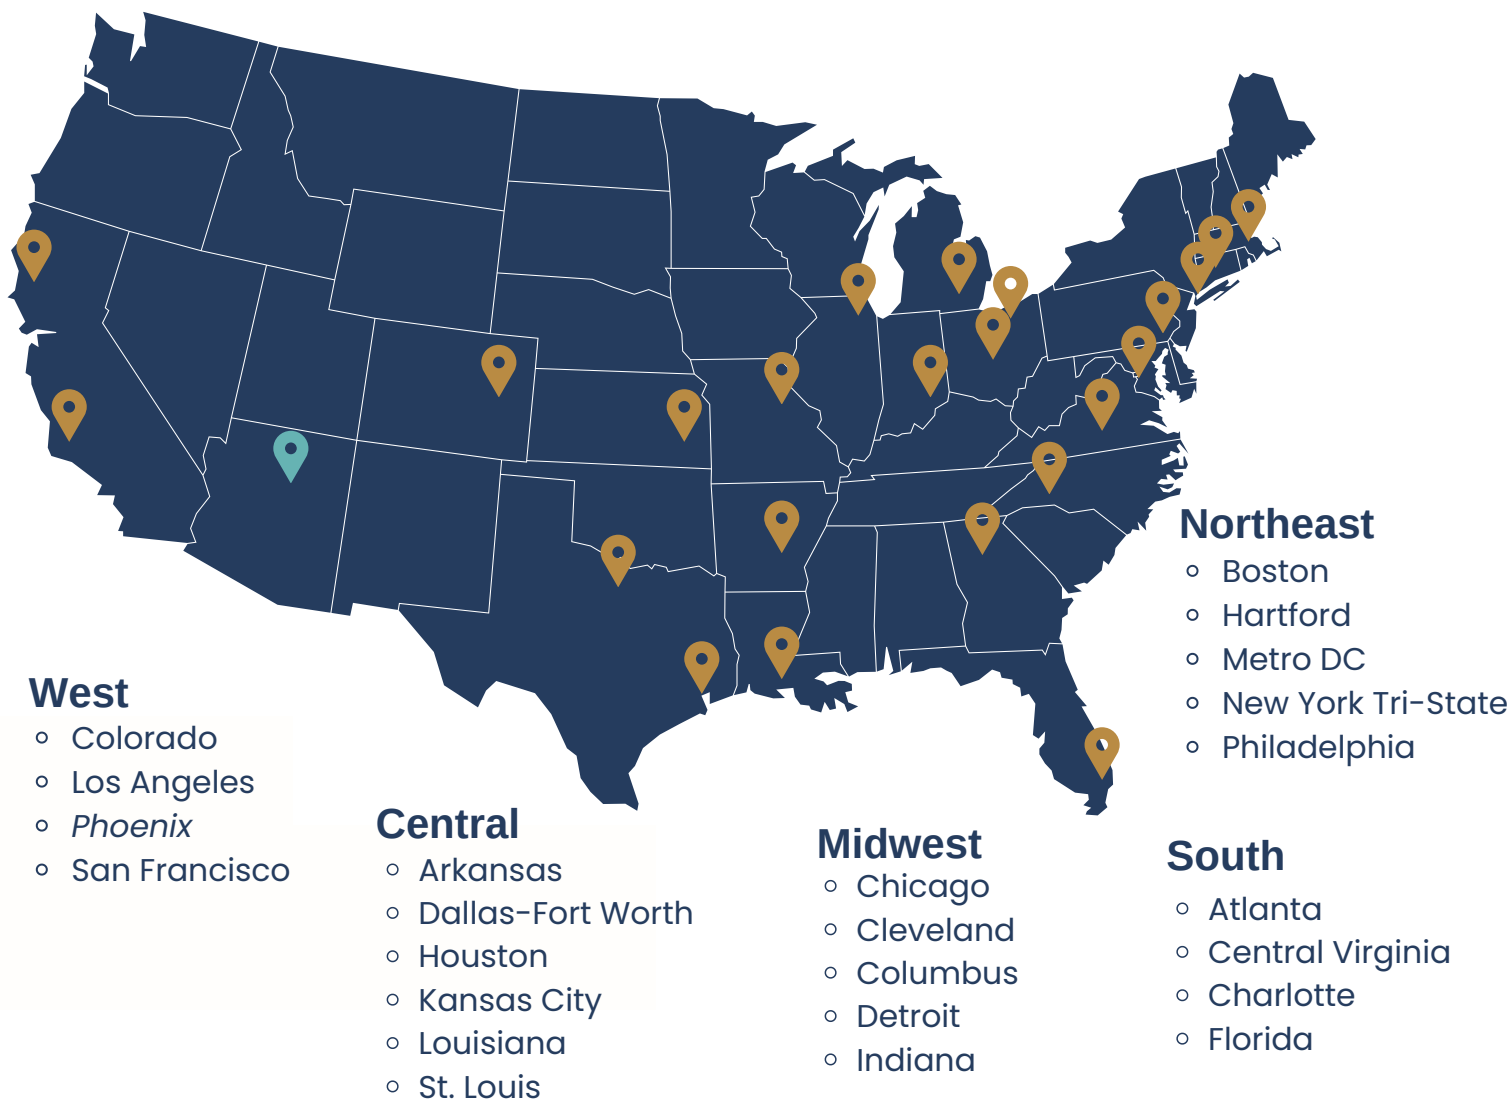 Northeast
Boston
Hartford
Metro DC
New York Tri-State
Philadelphia
West
Colorado
Los Angeles
Phoenix
San Francisco
Central
Arkansas
Dallas-Fort Worth
Houston
Kansas City
Louisiana
St. Louis
Midwest
Chicago
Cleveland
Columbus
Detroit
Indiana
South
Atlanta
Central Virginia
Charlotte
Florida